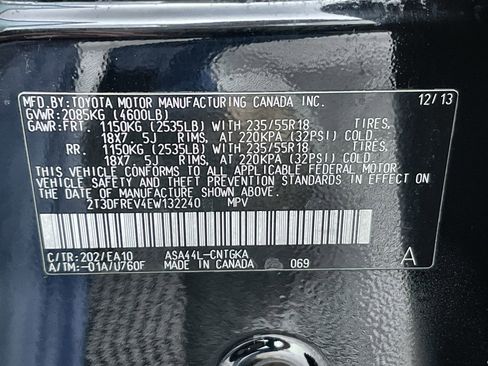 MFD.BY:TOYOTA MOTOR MANUFACTURING CANADA INC. 12/13
GVWR:2085KG (4600LB)
GAWR:FRT. 1150KG (2535LB) WITH 235/55R18 TIRES,
18X7 5J RIMS, AT 220KPA (32PSI) COLD.
RR. 1150KG (2535LB) WITH 235/55R18 TIRES,
18X7 5J RIMS, AT 220KPA (32PSI) COLD.
THIS VEHICLE CONFORMS TO ALL APPLICABLE FEDERAL MOTOR
VEHICLE SAFETY AND BUMPER STANDARDS IN EFFECT ON
THE DATE OF MANUFACTURE SHOWN ABOVE.
2T3DFREV4EW132240 MPV
C/TR:202/EA10 ASA44L-CNTGKA
A/TM:-01A/U760F MADE IN CANADA 069 A